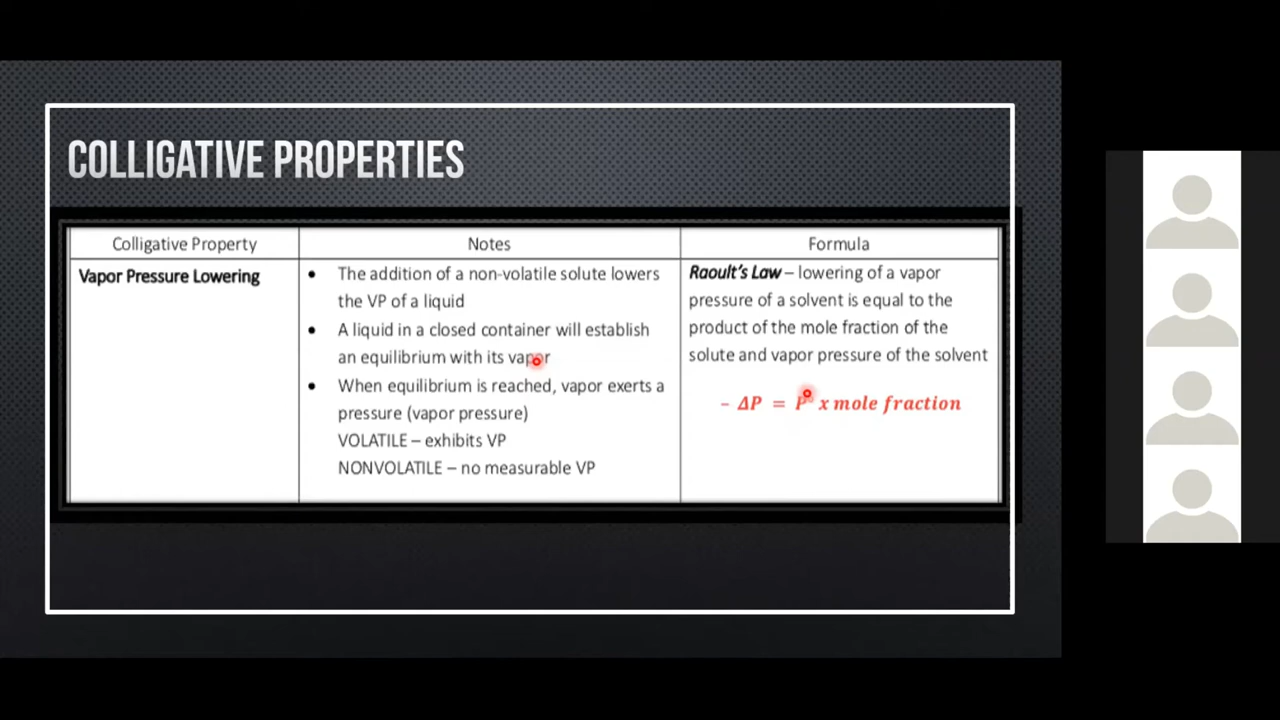 COLLIGATIVE PROPERTIES
Colligative Property
Notes
Formula
Vapor Pressure Lowering
• The addition of a non-volatile solute lowers
the VP of a liquid
• A liquid in a closed container will establish
an equilibrium with its vapor
• When equilibrium is reached, vapor exerts a
pressure (vapor pressure)
VOLATILE – exhibits VP
NONVOLATILE – no measurable VP
Raoult's Law – lowering of a vapor
pressure of a solvent is equal to the
product of the mole fraction of the
solute and vapor pressure of the solvent
– ΔP = P° x mole fraction